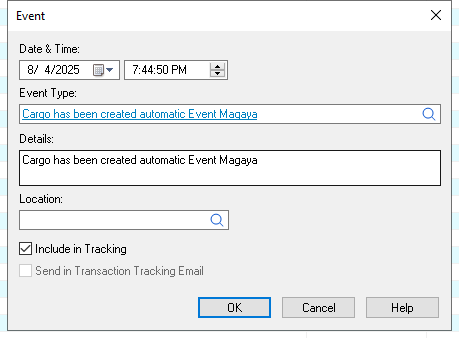 Event
Date & Time:
8/ 4/2025 7:44:50 PM
Event Type:
Cargo has been created automatic Event Magaya
Details:
Cargo has been created automatic Event Magaya
Location:
Include in Tracking
Send in Transaction Tracking Email
OK Cancel Help